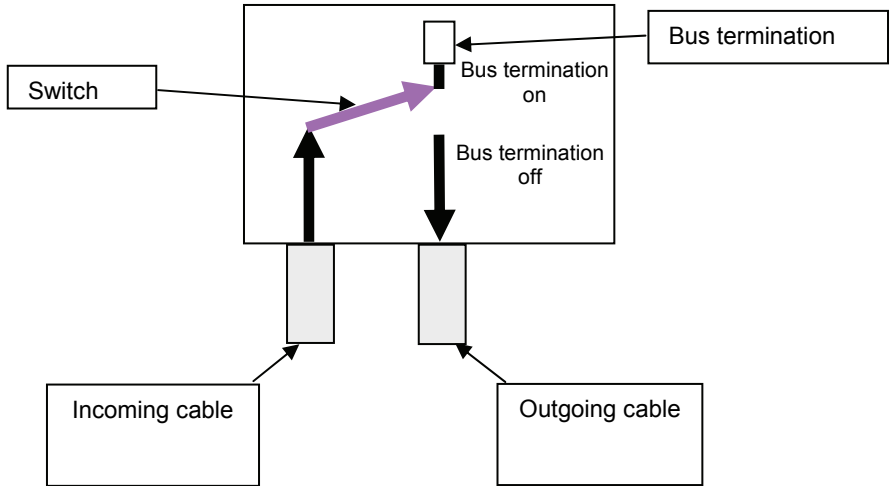 Bus termination
Bus termination
on
Switch
Bus termination
off
Incoming cable
Outgoing cable